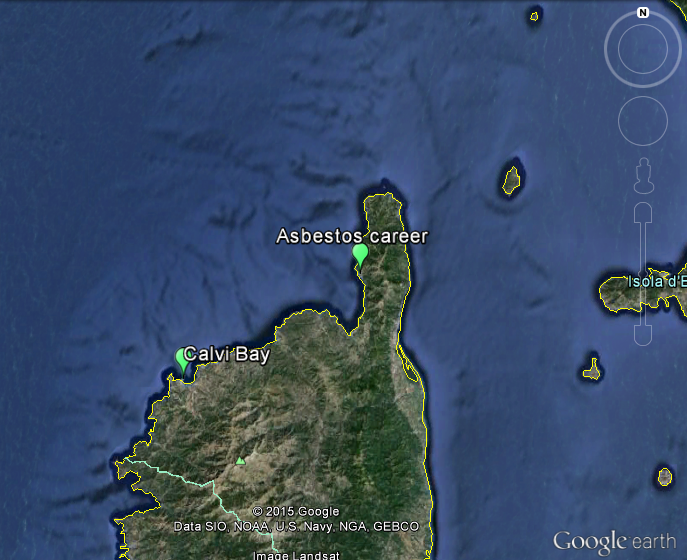 N
Asbestos career
Isola d'E
Calvi Bay
© 2015 Google
Data SIO, NOAA, U.S. Navy, NGA, GEBCO
Image Landsat
Google earth